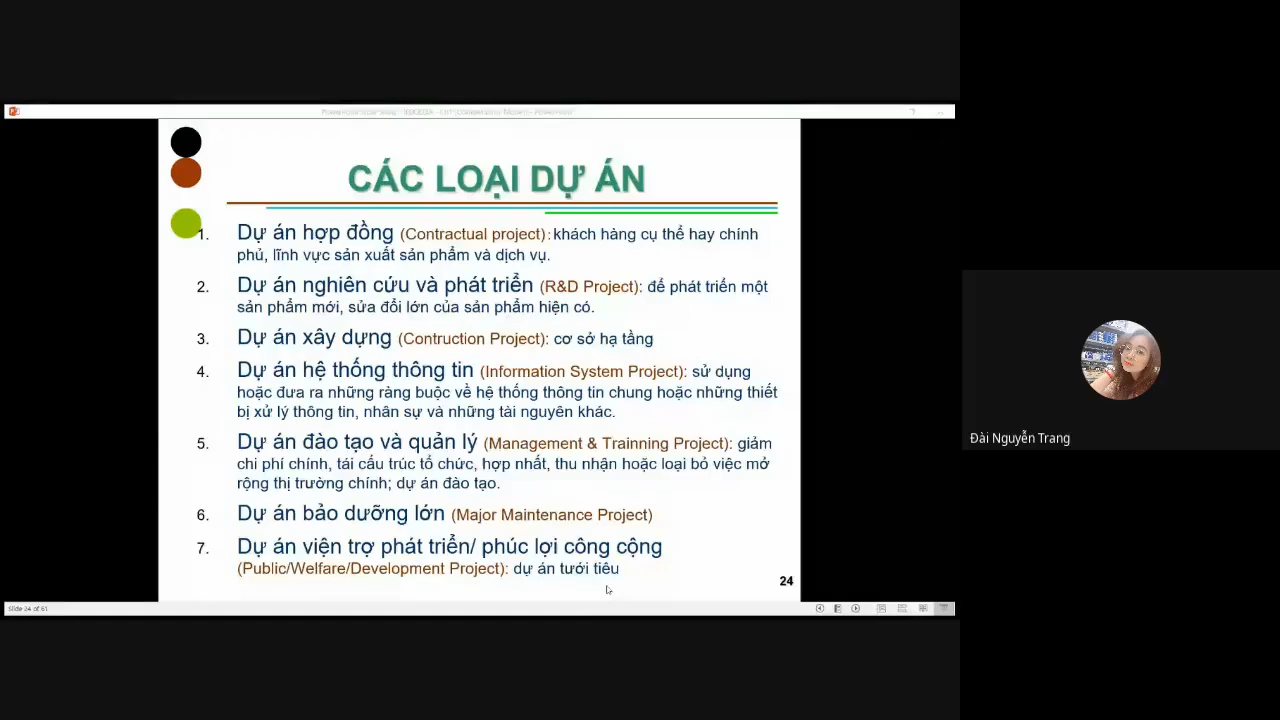 CÁC LOẠI DỰ ÁN
1. Dự án hợp đồng (Contractual project): khách hàng cụ thể hay chính
phủ, lĩnh vực sản xuất sản phẩm và dịch vụ.
2. Dự án nghiên cứu và phát triển (R&D Project): để phát triển một
sản phẩm mới, sửa đổi lớn của sản phẩm hiện có.
3. Dự án xây dựng (Contruction Project): cơ sở hạ tầng
4. Dự án hệ thống thông tin (Information System Project): sử dụng
hoặc đưa ra những ràng buộc về hệ thống thông tin chung hoặc những thiết
bị xử lý thông tin, nhân sự và những tài nguyên khác.
5. Dự án đào tạo và quản lý (Management & Trainning Project): giảm
chi phí chính, tái cấu trúc tổ chức, hợp nhất, thu nhận hoặc loại bỏ việc mở
rộng thị trường chính; dự án đào tạo.
6. Dự án bảo dưỡng lớn (Major Maintenance Project)
7. Dự án viện trợ phát triển/ phúc lợi công cộng
(Public/Welfare/Development Project): dự án tưới tiêu
24
Slide 24 of 61
Đài Nguyễn Trang